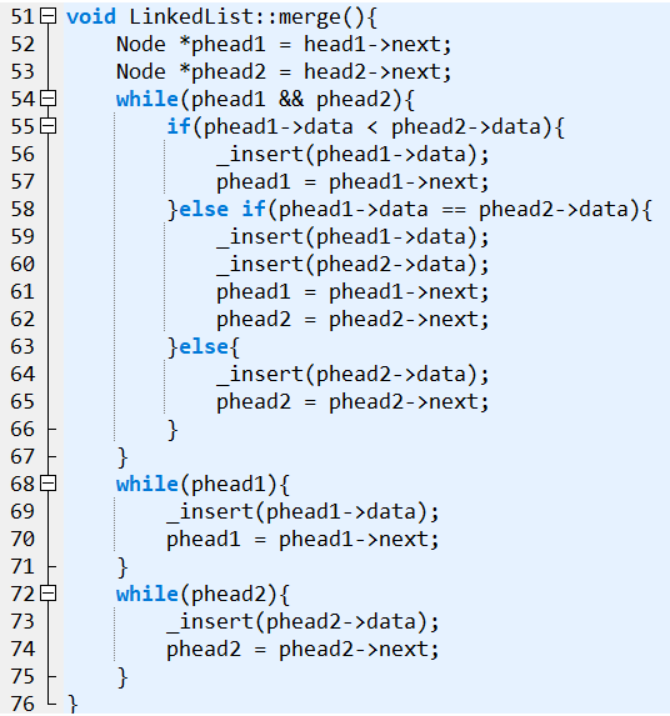 51 void LinkedList::merge(){
52     Node *phead1 = head1->next;
53     Node *phead2 = head2->next;
54     while(phead1 && phead2){
55         if(phead1->data < phead2->data){
56             _insert(phead1->data);
57             phead1 = phead1->next;
58         }else if(phead1->data == phead2->data){
59             _insert(phead1->data);
60             _insert(phead2->data);
61             phead1 = phead1->next;
62             phead2 = phead2->next;
63         }else{
64             _insert(phead2->data);
65             phead2 = phead2->next;
66         }
67     }
68     while(phead1){
69         _insert(phead1->data);
70         phead1 = phead1->next;
71     }
72     while(phead2){
73         _insert(phead2->data);
74         phead2 = phead2->next;
75     }
76 }